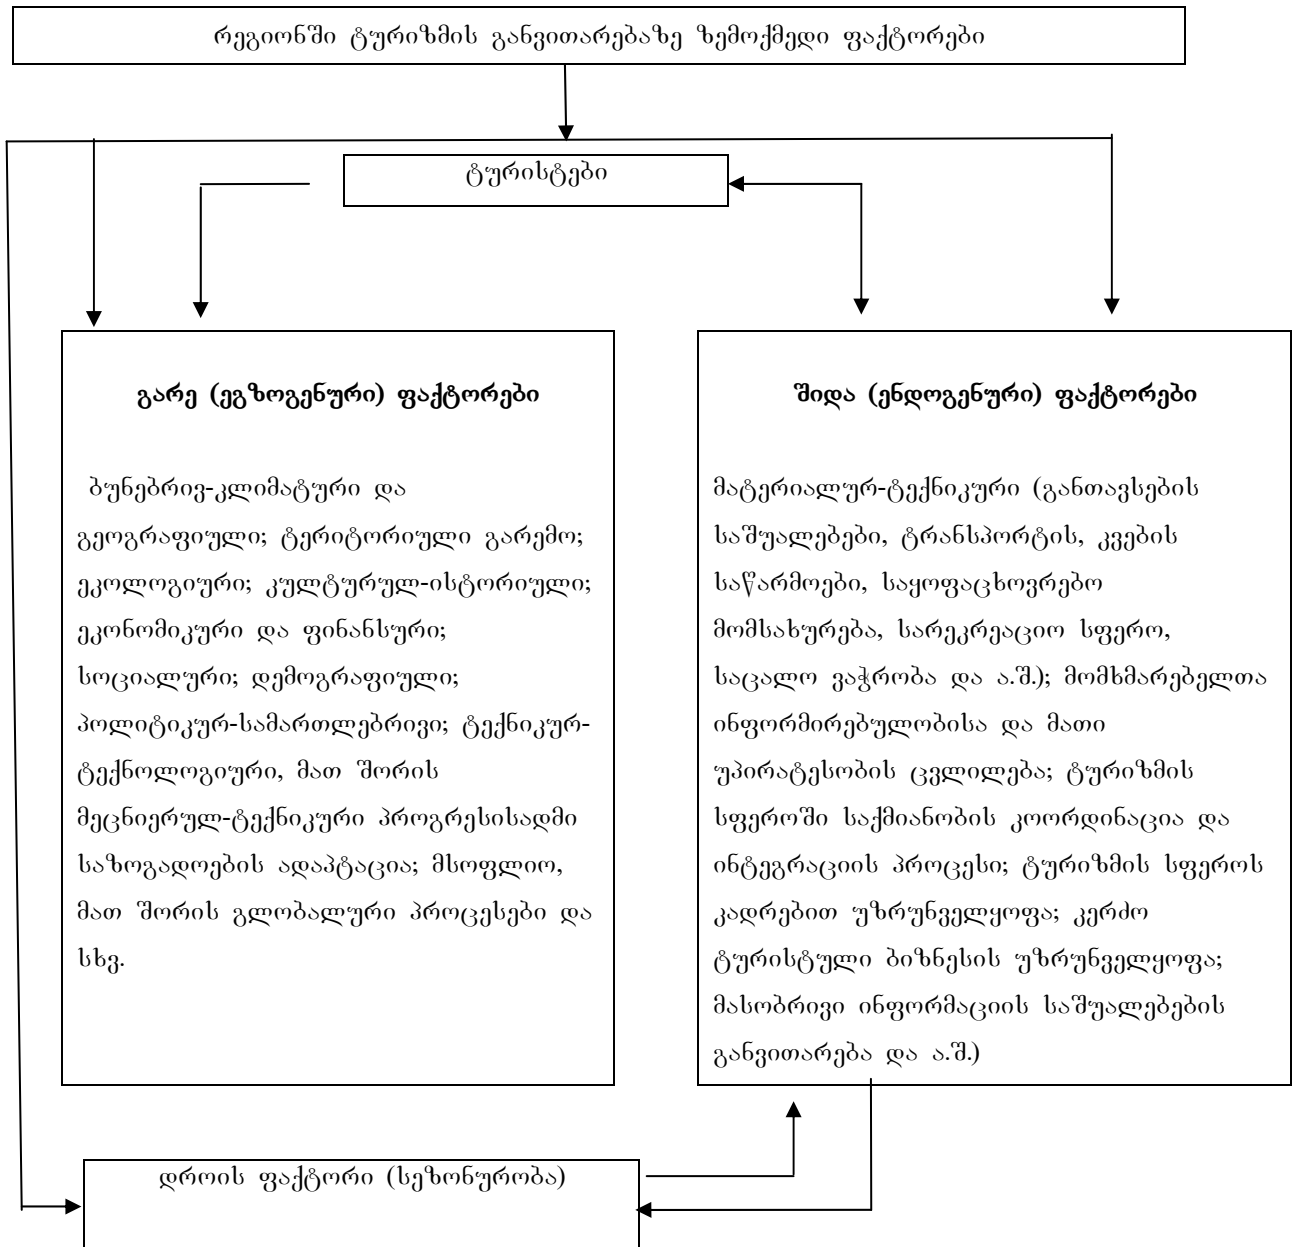 რეგიონში ტურიზმის განვითარებაზე ზემოქმედი ფაქტორები
ტურისტები
გარე (ეგზოგენური) ფაქტორები
ბუნებრივ-კლიმატური და
გეოგრაფიული; ტერიტორიული გარემო;
ეკოლოგიური; კულტურულ-ისტორიული;
ეკონომიკური და ფინანსური;
სოციალური; დემოგრაფიული;
პოლიტიკურ-სამართლებრივი; ტექნიკურ-
ტექნოლოგიური, მათ შორის
მეცნიერულ-ტექნიკური პროგრესისადმი
საზოგადოების ადაპტაცია; მსოფლიო,
მათ შორის გლობალური პროცესები და
სხვ.
შიდა (ენდოგენური) ფაქტორები
მატერიალურ-ტექნიკური (განთავსების
საშუალებები, ტრანსპორტის, კვების
საწარმოები, საყოფაცხოვრებო
მომსახურება, სარეკრეაციო სფერო,
საცალო ვაჭრობა და ა.შ.); მომხმარებელთა
ინფორმირებულობისა და მათი
უპირატესობის ცვლილება; ტურიზმის
სფეროში საქმიანობის კოორდინაცია და
ინტეგრაციის პროცესი; ტურიზმის სფეროს
კადრებით უზრუნველყოფა; კერძო
ტურისტული ბიზნესის უზრუნველყოფა;
მასობრივი ინფორმაციის საშუალებების
განვითარება და ა.შ.)
დროის ფაქტორი (სეზონურობა)